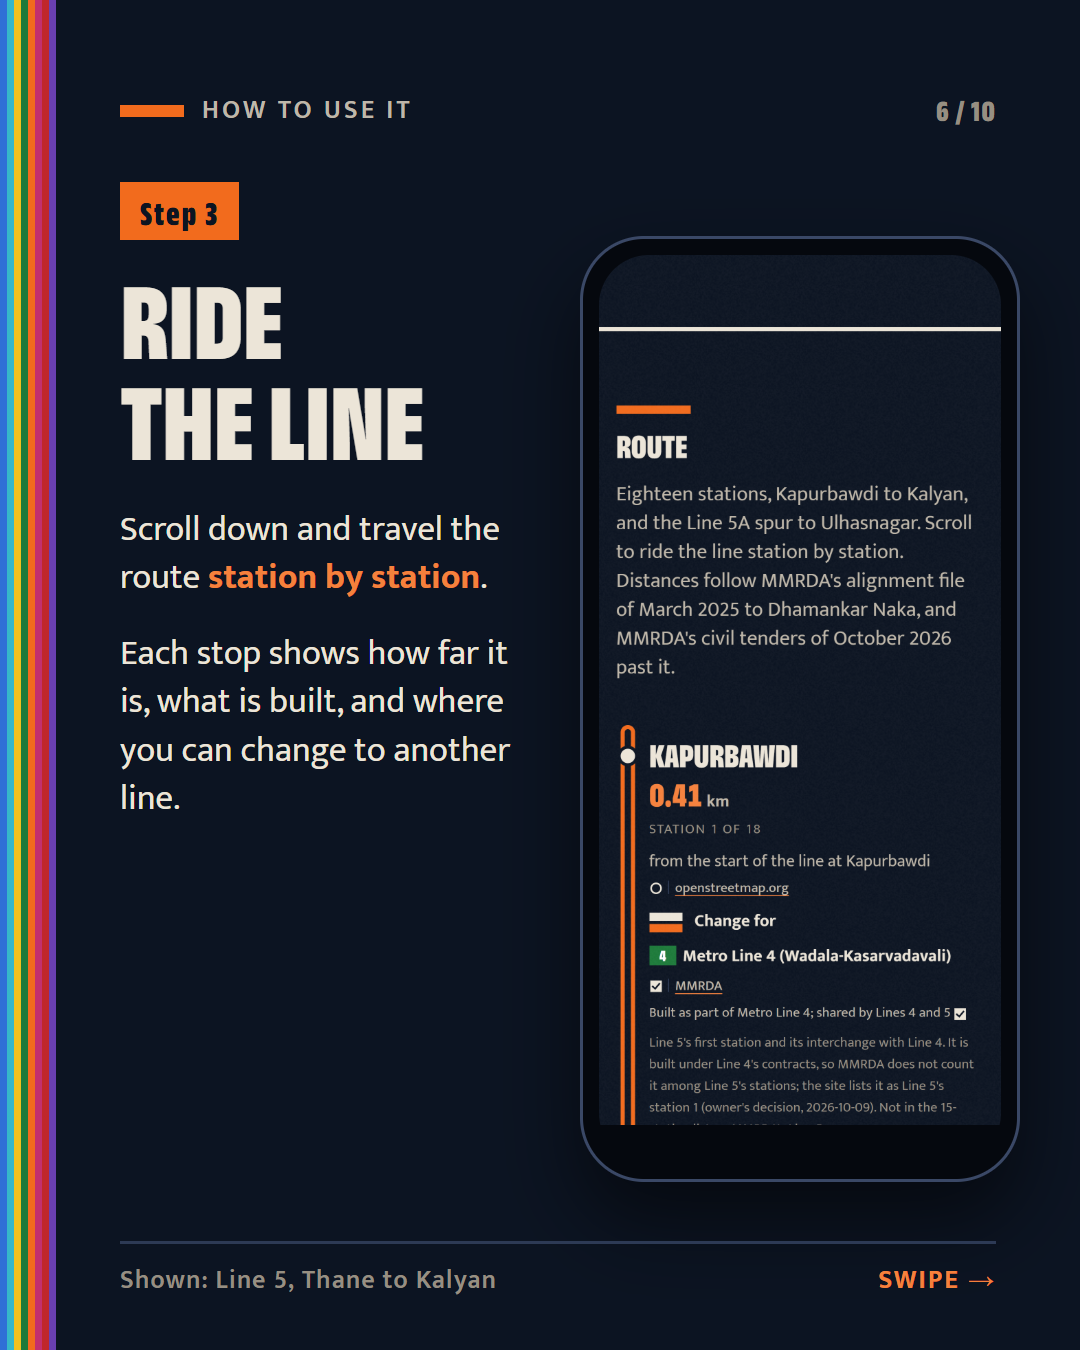 HOW TO USE IT
6 / 10
Step 3
RIDE
THE LINE
Scroll down and travel the
route station by station.
Each stop shows how far it
is, what is built, and where
you can change to another
line.
ROUTE
Eighteen stations, Kapurbawdi to Kalyan,
and the Line 5A spur to Ulhasnagar. Scroll
to ride the line station by station.
Distances follow MMRDA's alignment file
of March 2025 to Dhamankar Naka, and
MMRDA's civil tenders of October 2026
past it.
KAPURBAWDI
0.41 km
STATION 1 OF 18
from the start of the line at Kapurbawdi
openstreetmap.org
Change for
4 Metro Line 4 (Wadala-Kasarvadavali)
MMRDA
Built as part of Metro Line 4; shared by Lines 4 and 5
Line 5's first station and its interchange with Line 4. It is
built under Line 4's contracts, so MMRDA does not count
it among Line 5's stations; the site lists it as Line 5's
station 1 (owner's decision, 2026-10-09). Not in the 15-
Shown: Line 5, Thane to Kalyan
SWIPE →